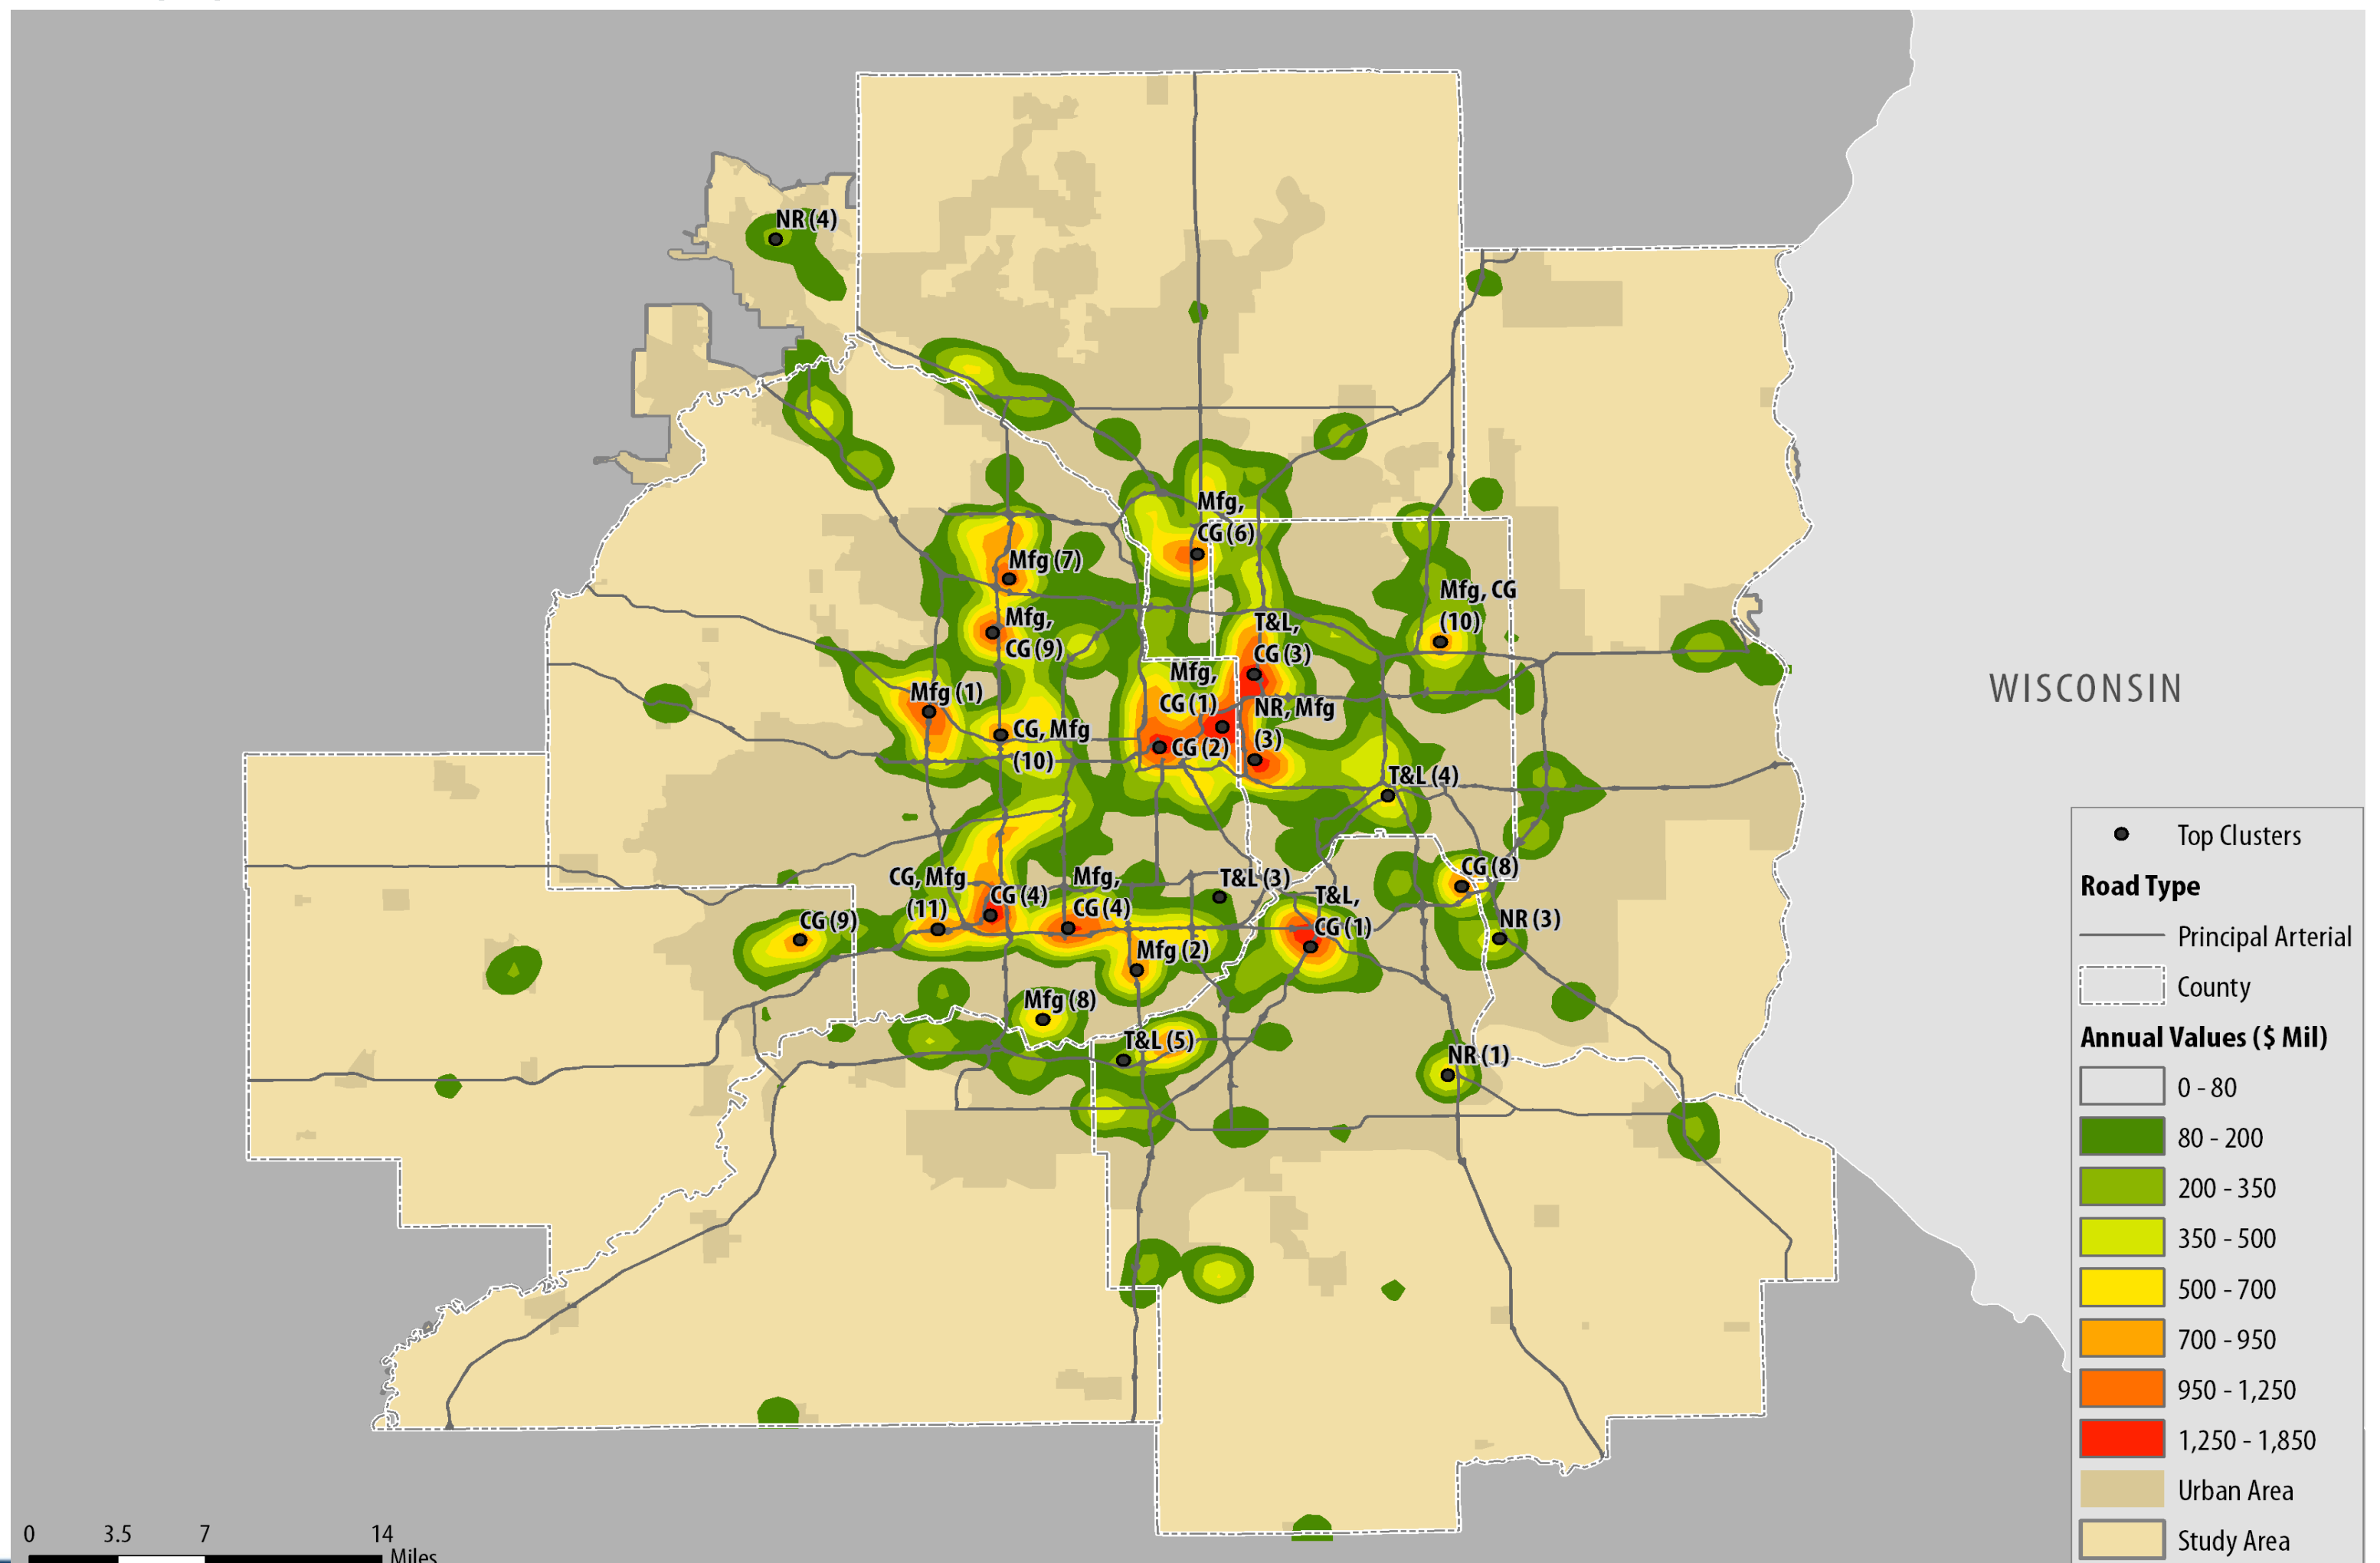 NR (4)
Mfg,
CG (6)
Mfg (7)
Mfg, CG
(10)
Mfg,
CG (9)
T&L,
CG (3)
Mfg (1)
Mfg,
CG (1)
NR, Mfg
(3)
CG, Mfg
(10)
CG (2)
T&L (4)
WISCONSIN
CG (8)
CG, Mfg
(11)
CG (4)
Mfg,
CG (4)
T&L (3)
T&L,
CG (1)
CG (9)
NR (3)
Mfg (2)
Mfg (8)
T&L (5)
NR (1)
Top Clusters
Road Type
Principal Arterial
County
Annual Values ($ Mil)
0 - 80
80 - 200
200 - 350
350 - 500
500 - 700
700 - 950
950 - 1,250
1,250 - 1,850
Urban Area
Study Area
0 3.5 7 14
Miles